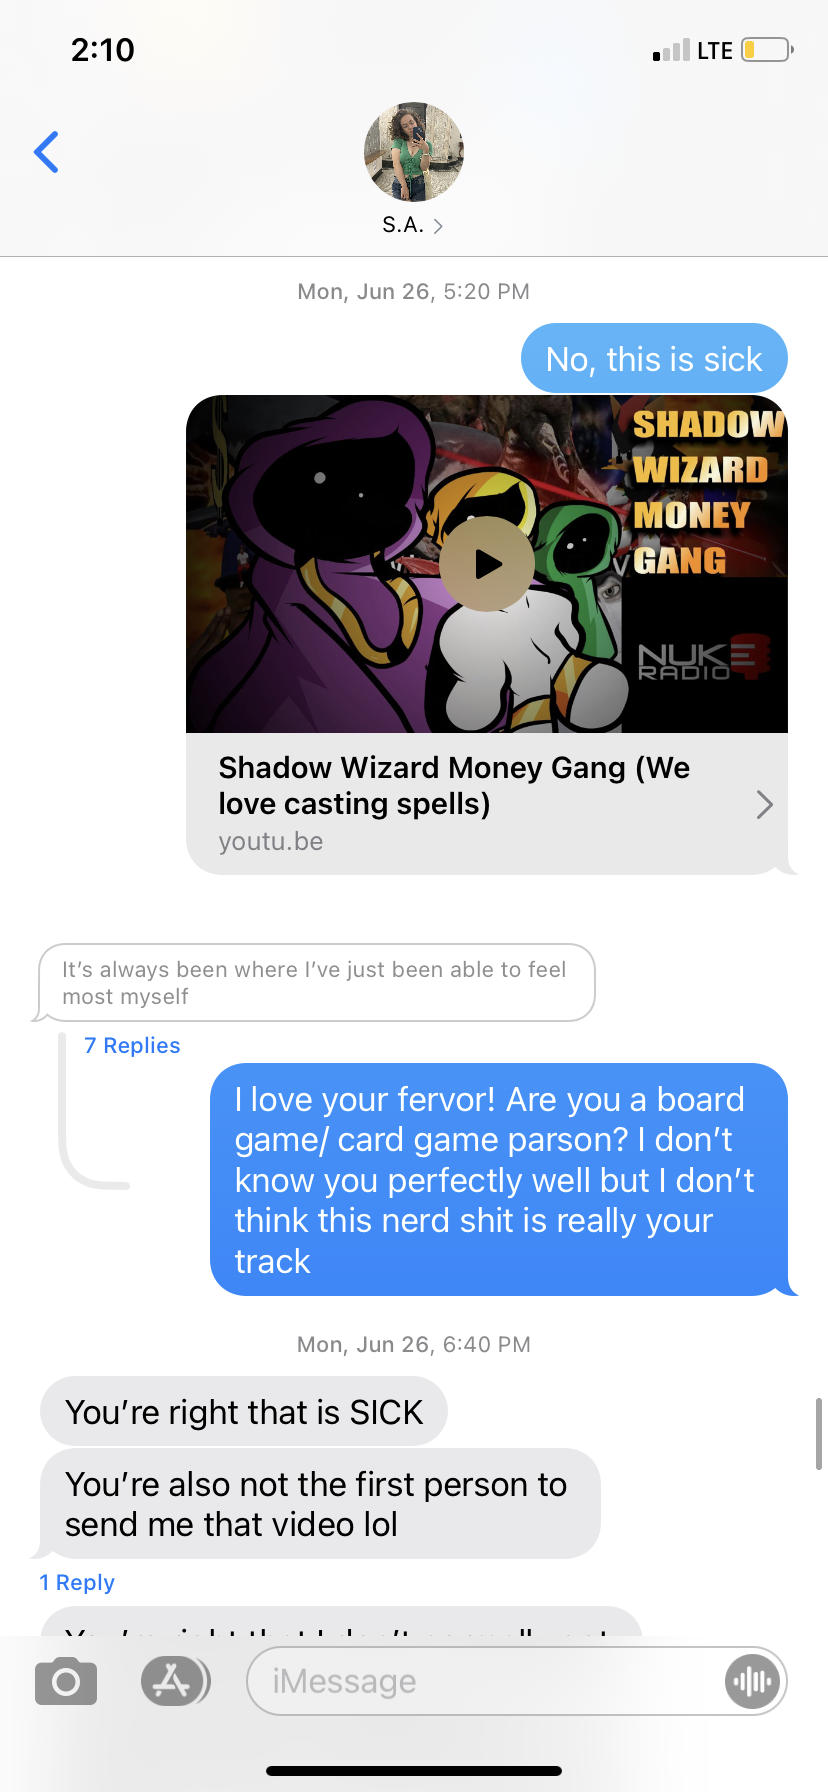 2:10
LTE
S.A.
Mon, Jun 26, 5:20 PM
No, this is sick
SHADOW
WIZARD
MONEY
GANG
NUKE
RADIO
Shadow Wizard Money Gang (We
love casting spells)
youtu.be
It's always been where I've just been able to feel
most myself
7 Replies
I love your fervor! Are you a board
game/ card game parson? I don't
know you perfectly well but I don't
think this nerd shit is really your
track
Mon, Jun 26, 6:40 PM
You're right that is SICK
You're also not the first person to
send me that video lol
1 Reply
You're right that I don't
iMessage